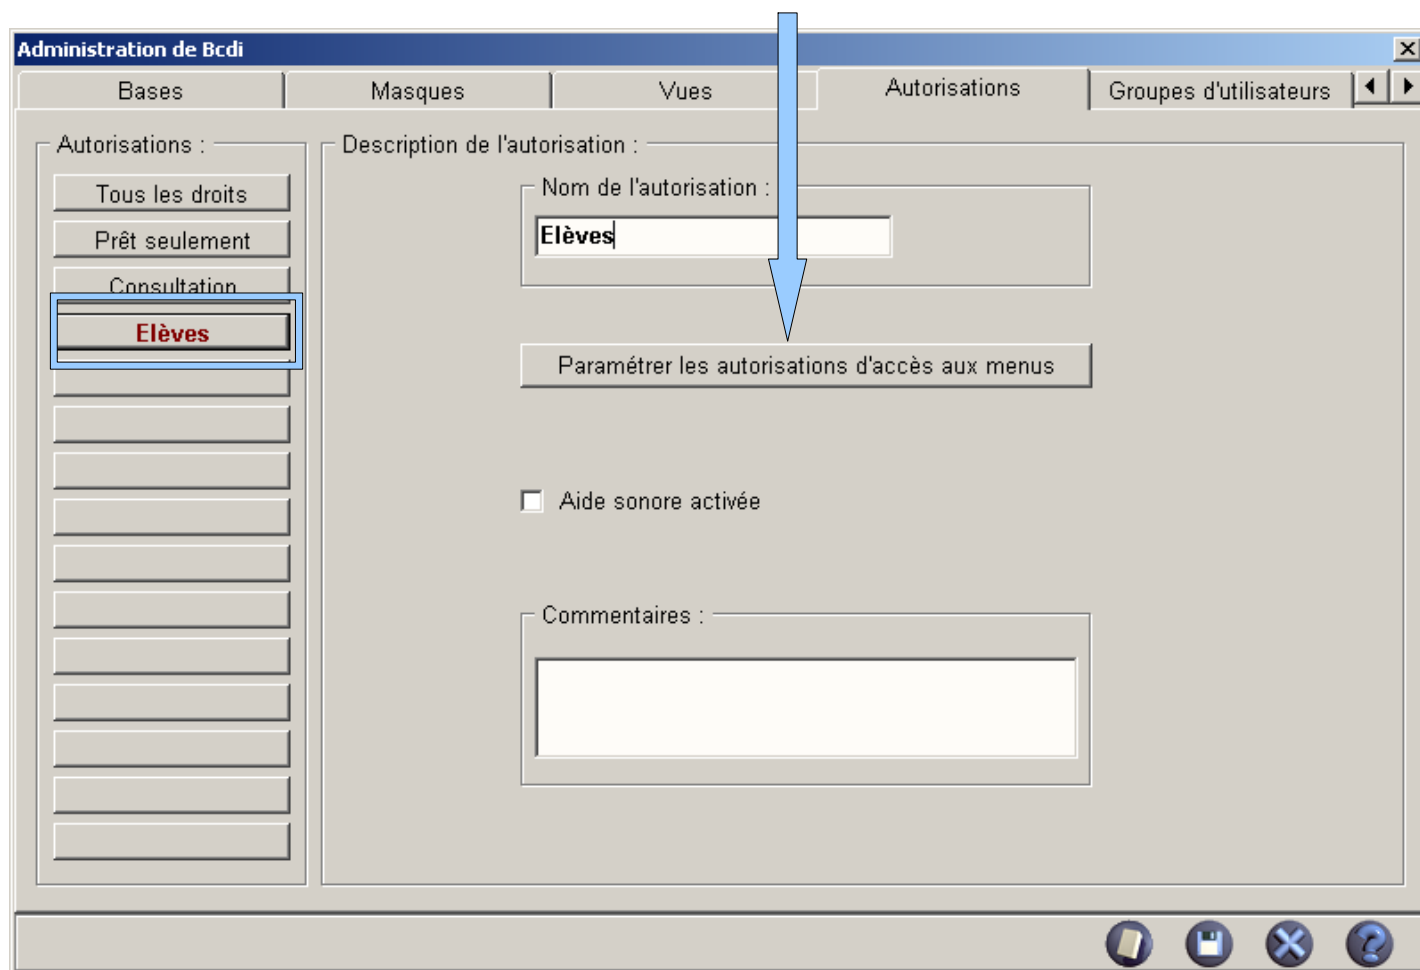 Administration de Bcdi
Bases
Masques
Vues
Autorisations
Groupes d'utilisateurs
Autorisations :
Tous les droits
Prêt seulement
Consultation
Elèves
Description de l'autorisation :
Nom de l'autorisation :
Elèves
Paramétrer les autorisations d'accès aux menus
Aide sonore activée
Commentaires :